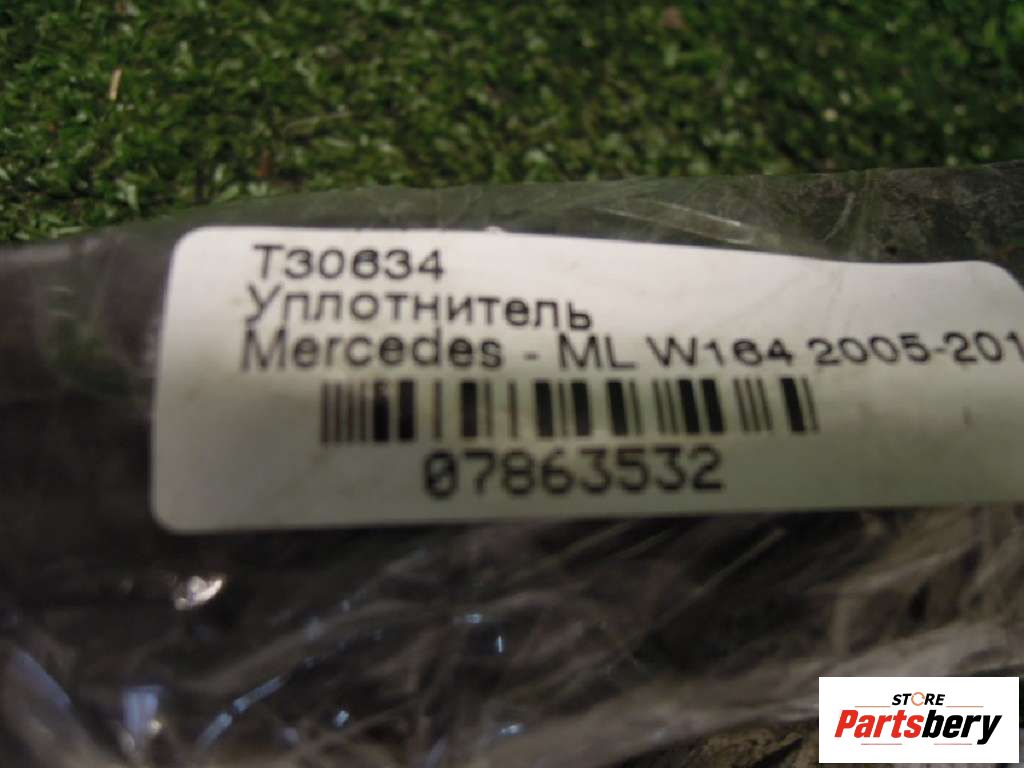 T30634
Уплотнитель
Mercedes - ML W164 2005-201
07863532
STORE
Partsbery